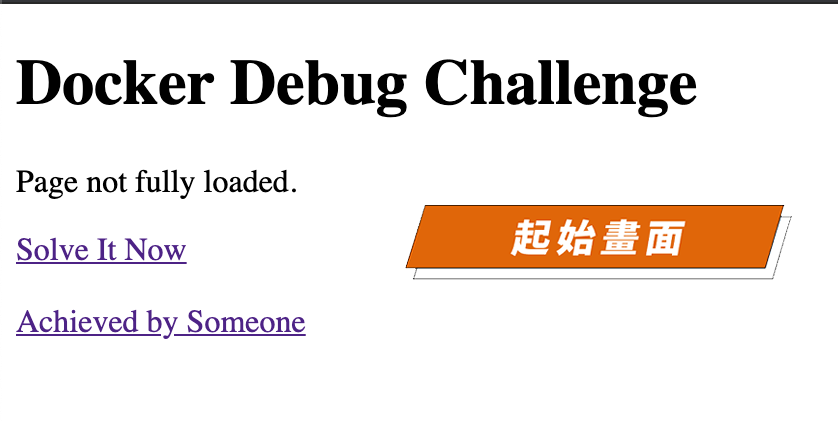 Docker Debug Challenge
Page not fully loaded.
起始畫面
Solve It Now
Achieved by Someone